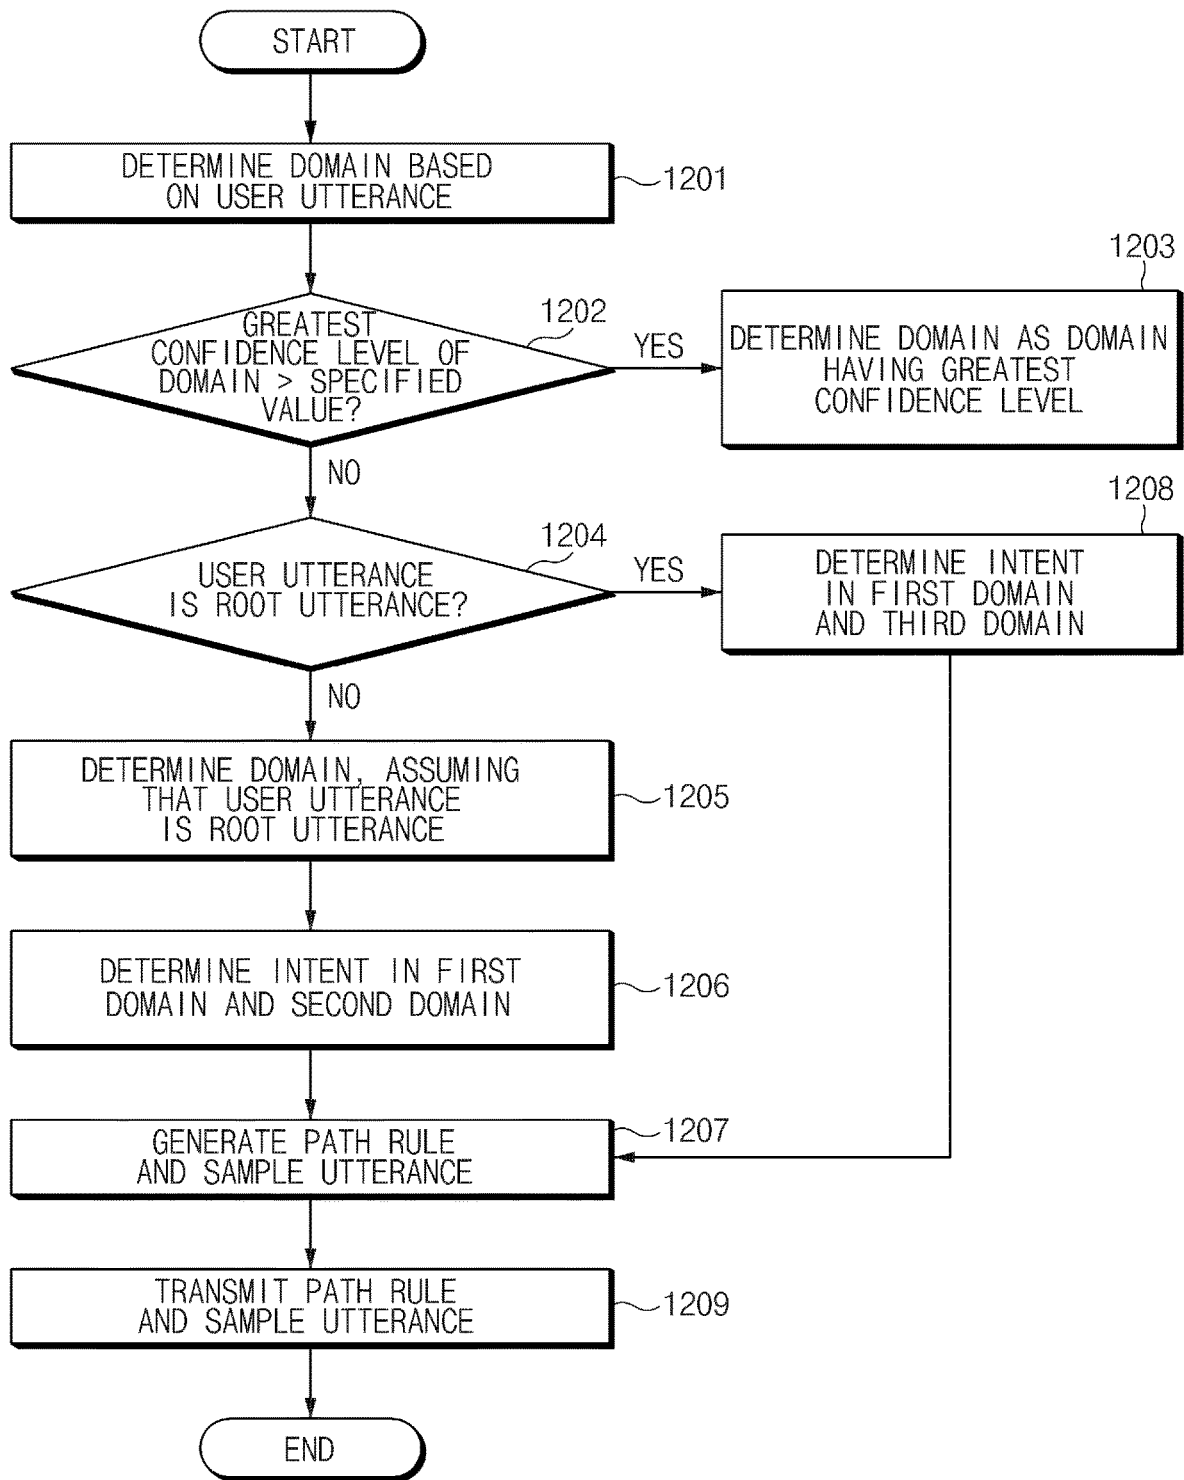 START
DETERMINE DOMAIN BASED
ON USER UTTERANCE
1201
GREATEST
CONFIDENCE LEVEL OF
DOMAIN > SPECIFIED
VALUE?
1202
YES
1203
DETERMINE DOMAIN AS DOMAIN
HAVING GREATEST
CONFIDENCE LEVEL
NO
USER UTTERANCE
IS ROOT UTTERANCE?
1204
YES
1208
DETERMINE INTENT
IN FIRST DOMAIN
AND THIRD DOMAIN
NO
DETERMINE DOMAIN, ASSUMING
THAT USER UTTERANCE
IS ROOT UTTERANCE
1205
DETERMINE INTENT IN FIRST
DOMAIN AND SECOND DOMAIN
1206
GENERATE PATH RULE
AND SAMPLE UTTERANCE
1207
TRANSMIT PATH RULE
AND SAMPLE UTTERANCE
1209
END